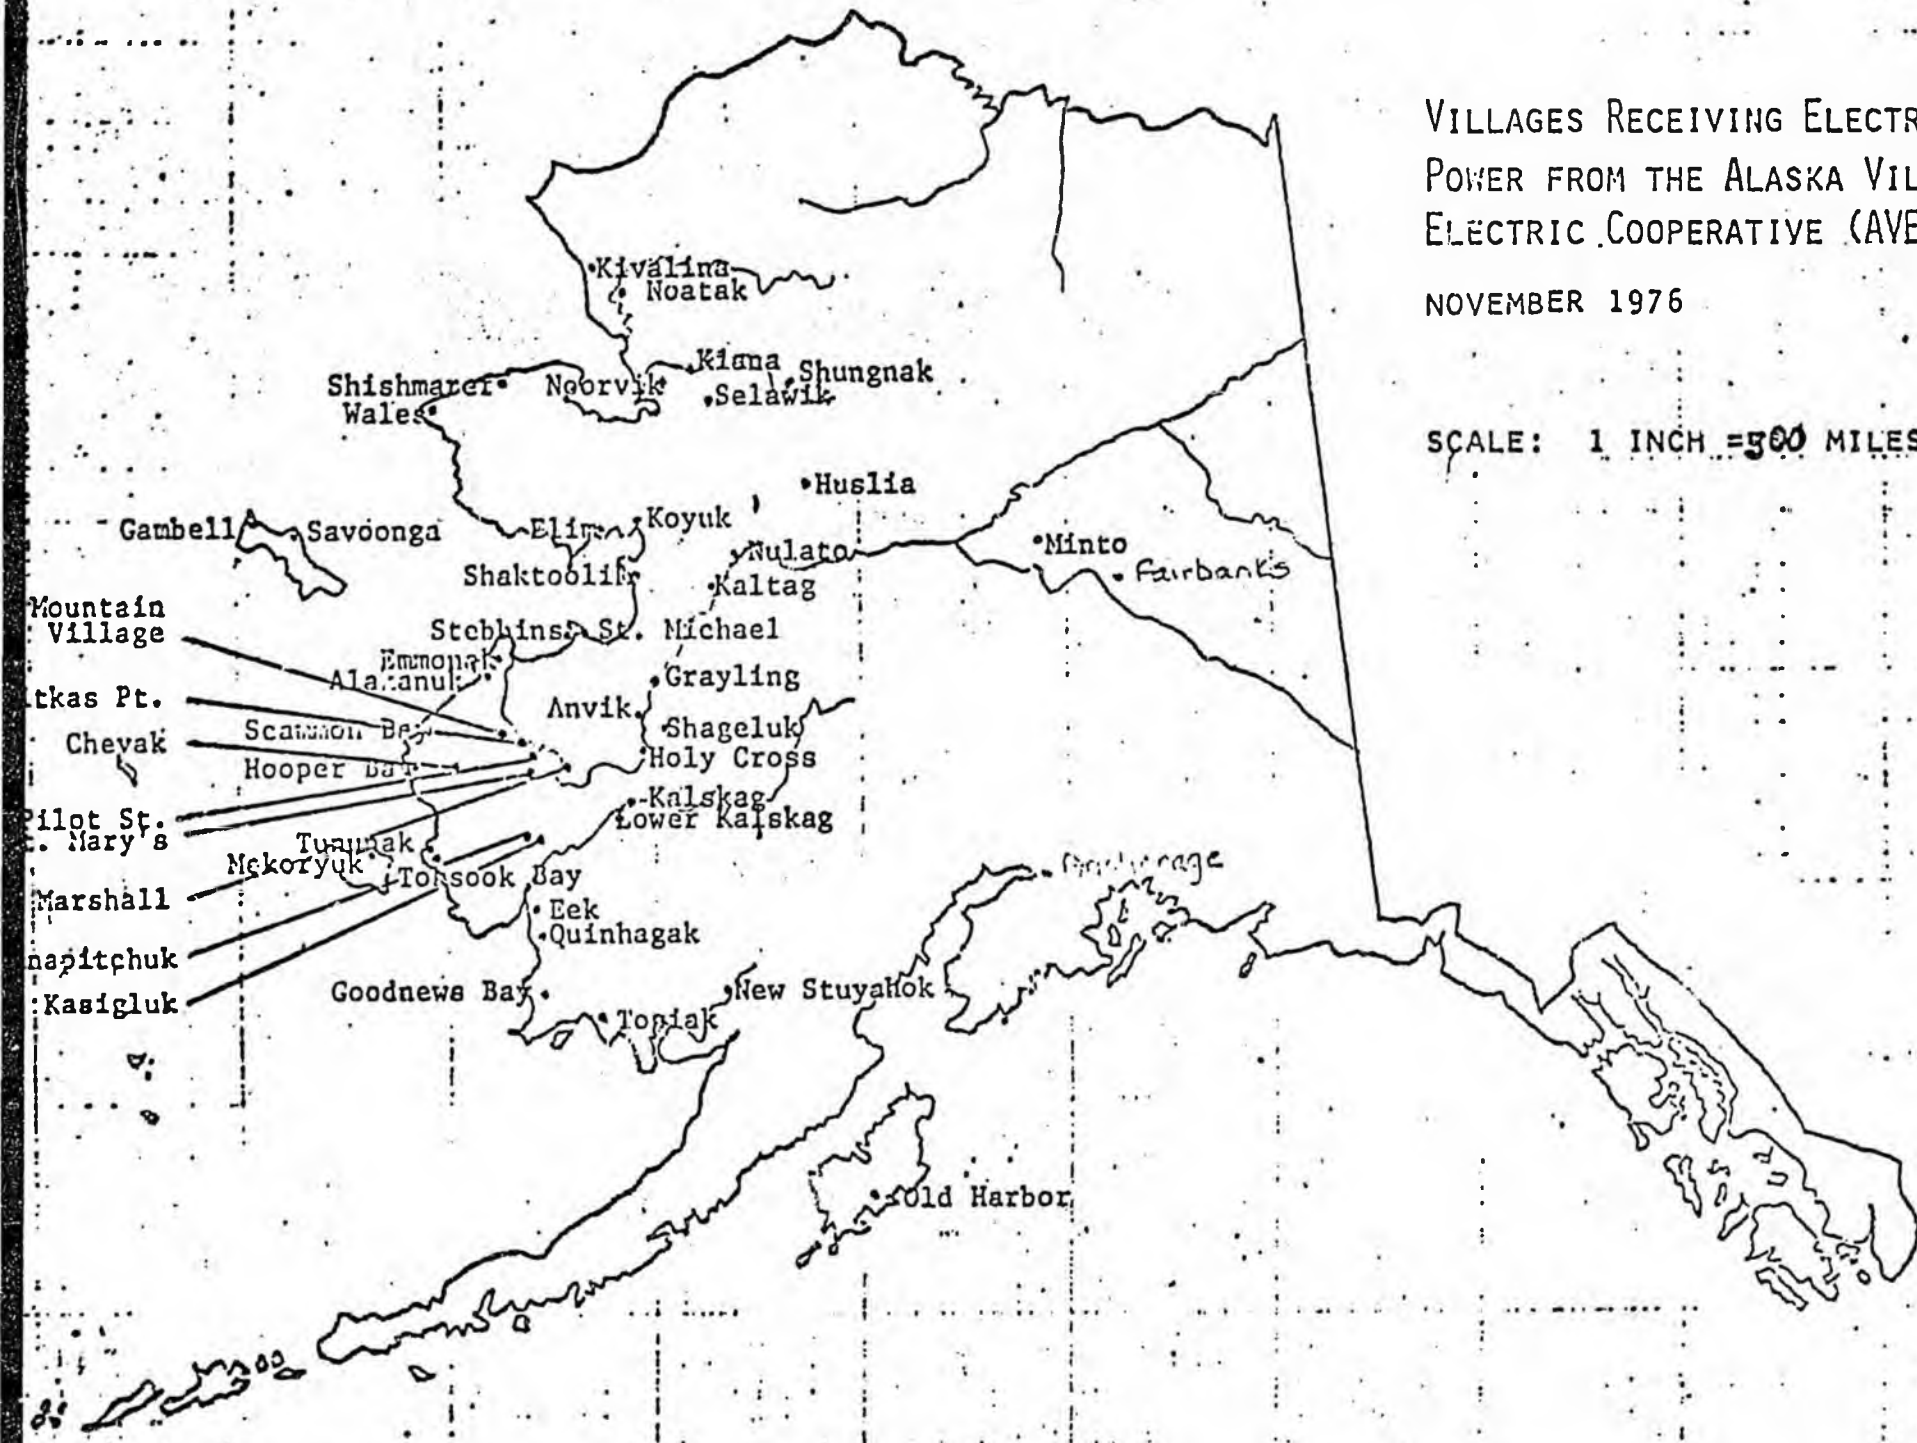 VILLAGES RECEIVING ELECTR
POWER FROM THE ALASKA VIL
ELECTRIC COOPERATIVE (AVE
NOVEMBER 1976
SCALE: 1 INCH =500 MILES
Kivalina
Noatak
Kiana
Shungnak
Shishmaref
Noorvik
Selawik
Wales
Huslia
Gambell
Savoonga
Elim
Koyuk
Nulato
Minto
Shaktoolik
Kaltag
Fairbanks
Mountain
Village
Stebbins
St. Michael
Emmonak
Alakanuk
Grayling
tkas Pt.
Anvik
Scammon Bay
Shageluk
Chevak
Holy Cross
Hooper Bay
Kalskag
Lower Kalskag
Pilot St.
. Mary's
Tununak
Mekoryuk
Toksook Bay
Anchorage
Marshall
Eek
Quinhagak
napitchuk
Kasigluk
Goodnews Bay
New Stuyahok
Togiak
Old Harbor